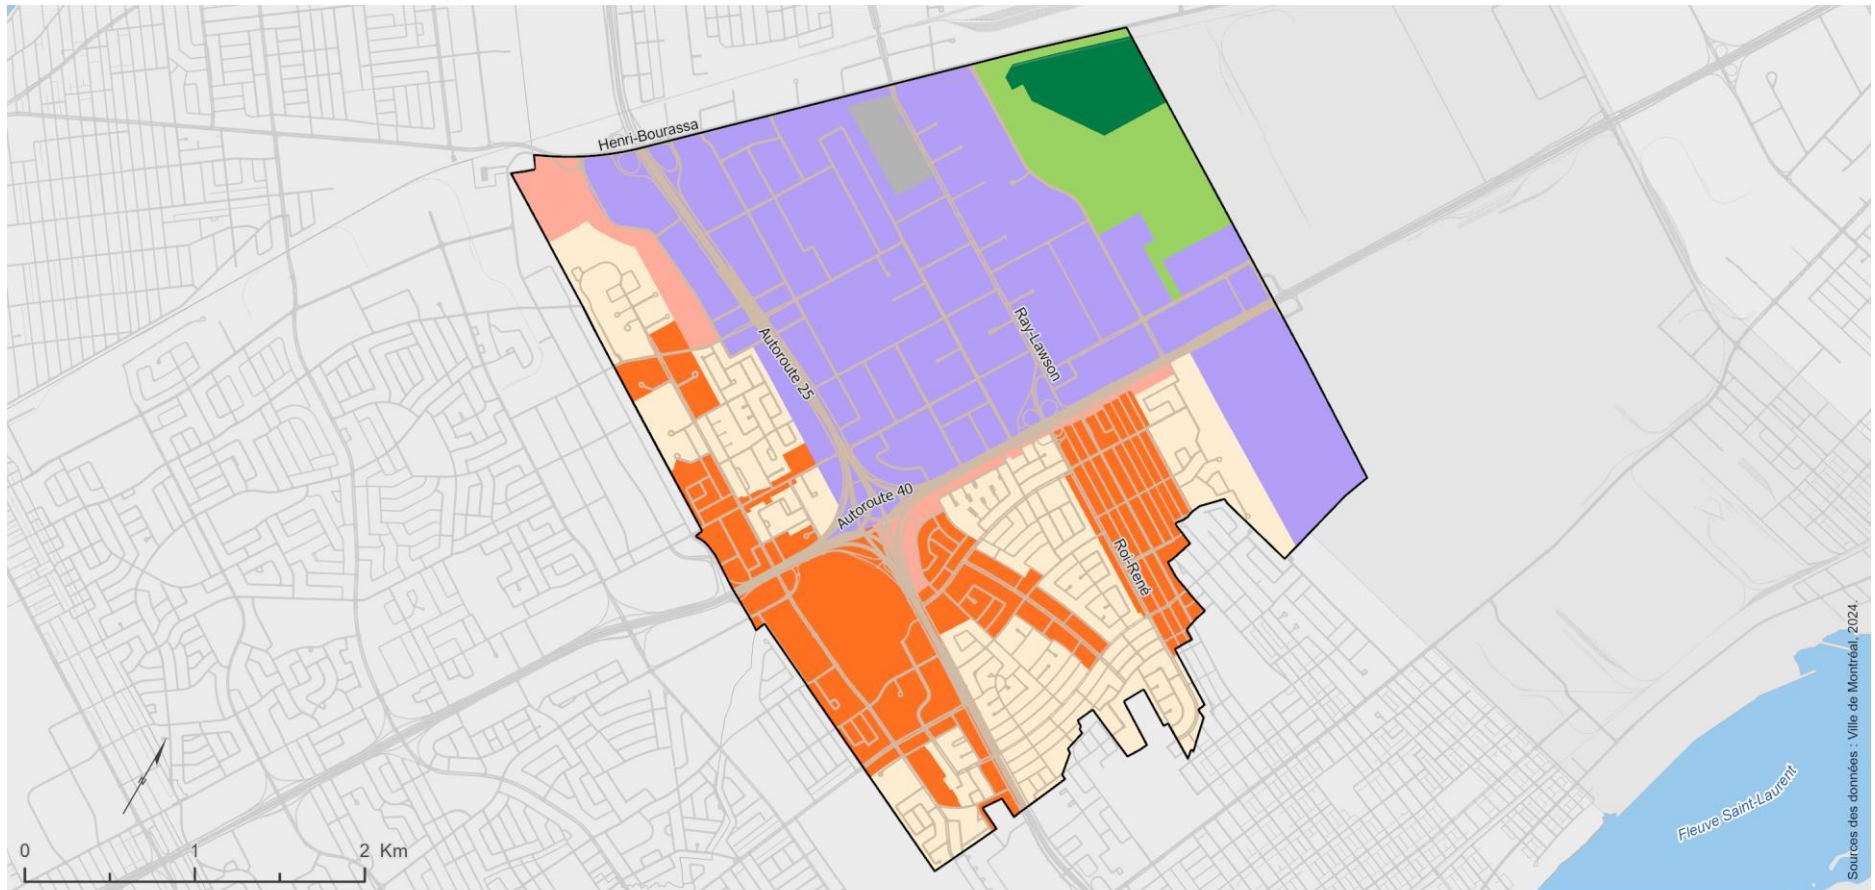 Henri-Bourassa
Autoroute 25
Ray-Lawson
Autoroute 40
Roi-René
N
Fleuve Saint-Laurent
0 1 2 Km
Sources des données : Ville de Montréal, 2024.